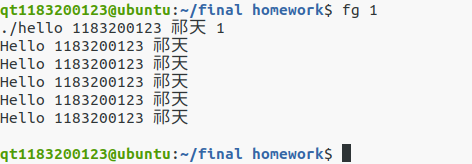 qt1183200123@ubuntu:~/final homework$ fg 1
./hello 1183200123 祁天 1
Hello 1183200123 祁天
Hello 1183200123 祁天
Hello 1183200123 祁天
Hello 1183200123 祁天
Hello 1183200123 祁天
qt1183200123@ubuntu:~/final homework$